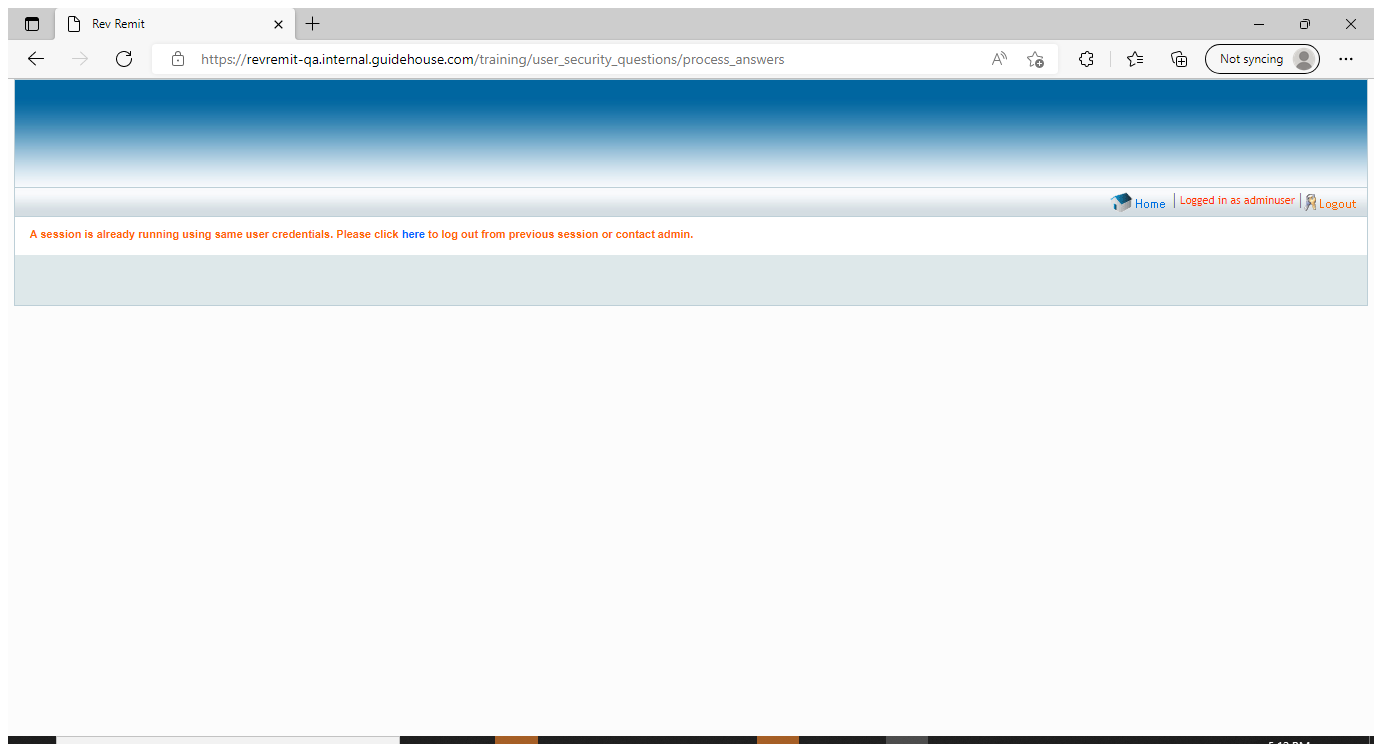 Rev Remit
https://revremit-qa.internal.guidehouse.com/training/user_security_questions/process_answers
Not syncing
Home
Logged in as adminuser
Logout
A session is already running using same user credentials. Please click here to log out from previous session or contact admin.